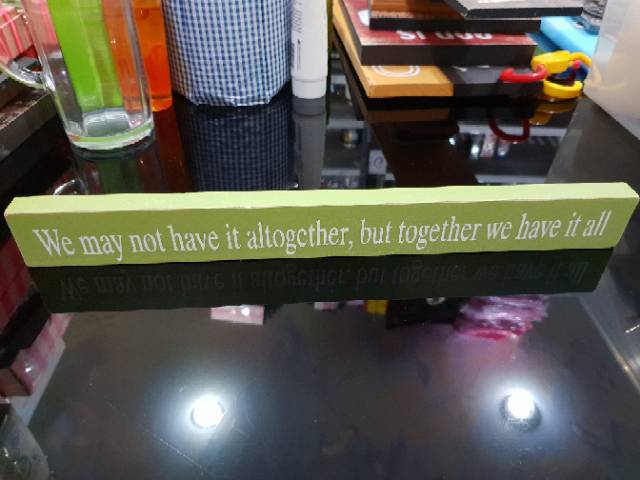 We may not have it altogether, but together we have it all